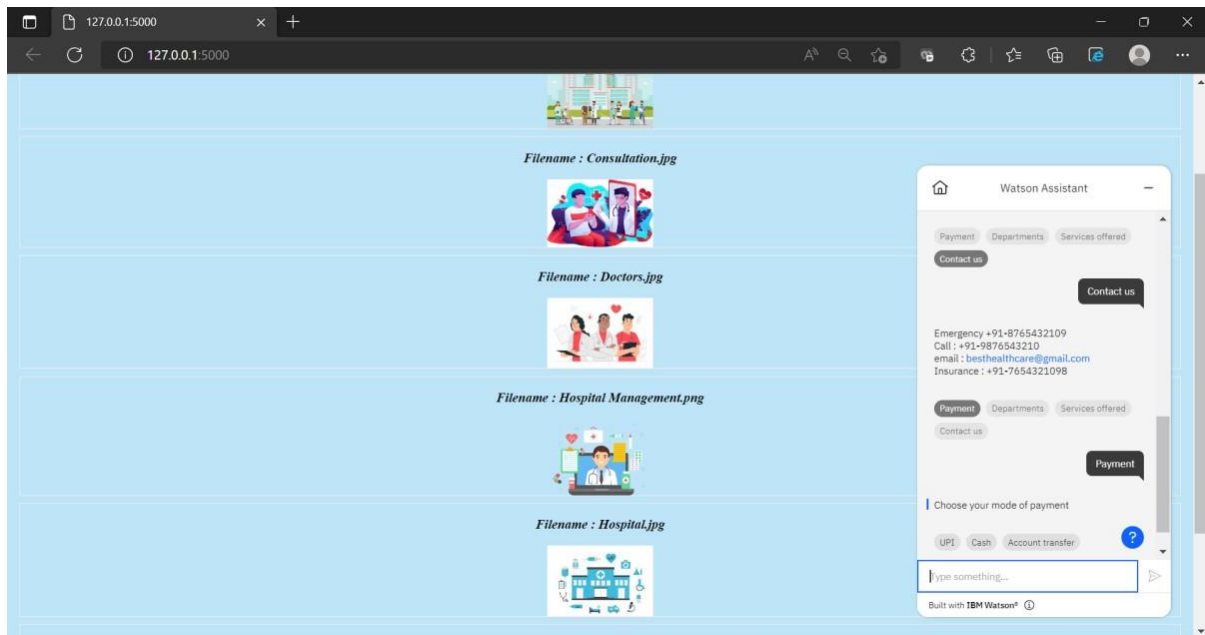 127.0.0.1:5000
127.0.0.1:5000
Filename : Consultation.jpg
Filename : Doctors.jpg
Filename : Hospital Management.png
Filename : Hospital.jpg
Watson Assistant
Payment Departments Services offered
Contact us
Contact us
Emergency +91-8765432109
Call : +91-9876543210
email : besthealthcare@gmail.com
Insurance : +91-7654321098
Payment Departments Services offered
Contact us
Payment
Choose your mode of payment
UPI Cash Account transfer
?
Type something...
Built with IBM Watson®